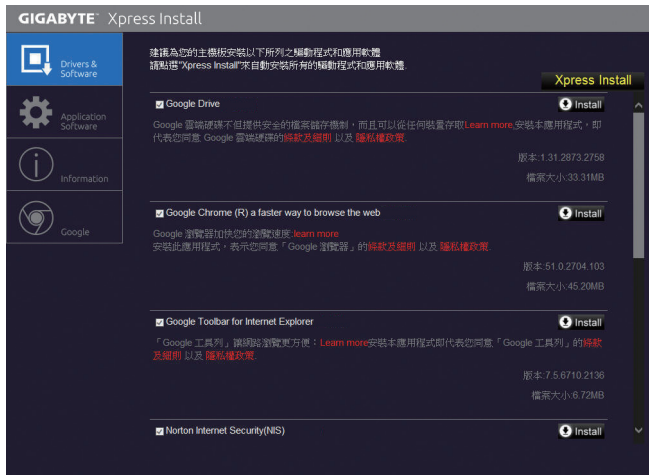 GIGABYTE™ Xpress Install
Drivers &
Software
Application
Software
Information
Google
建議為您的主機板安裝以下所列之驅動程式和應用軟體
請點選"Xpress Install"來自動安裝所有的驅動程式和應用軟體.
Xpress Install
Google Drive
Install
Google 雲端硬碟不但提供安全的檔案儲存機制，而且可以從任何裝置存取Learn more,安裝本應用程式，即
代表您同意 Google 雲端硬碟的條款及細則 以及 隱私權政策.
版本:1.31.2873.2758
檔案大小:33.31MB
Google Chrome (R) a faster way to browse the web
Install
Google 瀏覽器加快您的瀏覽速度:learn more
安裝此應用程式，表示您同意「Google 瀏覽器」的條款及細則 以及 隱私權政策.
版本:51.0.2704.103
檔案大小:45.20MB
Google Toolbar for Internet Explorer
Install
「Google 工具列」讓網路瀏覽更方便：Learn more安裝本應用程式即代表您同意「Google 工具列」的條款
及細則 以及 隱私權政策.
版本:7.5.6710.2136
檔案大小:6.72MB
Norton Internet Security(NIS)
Install